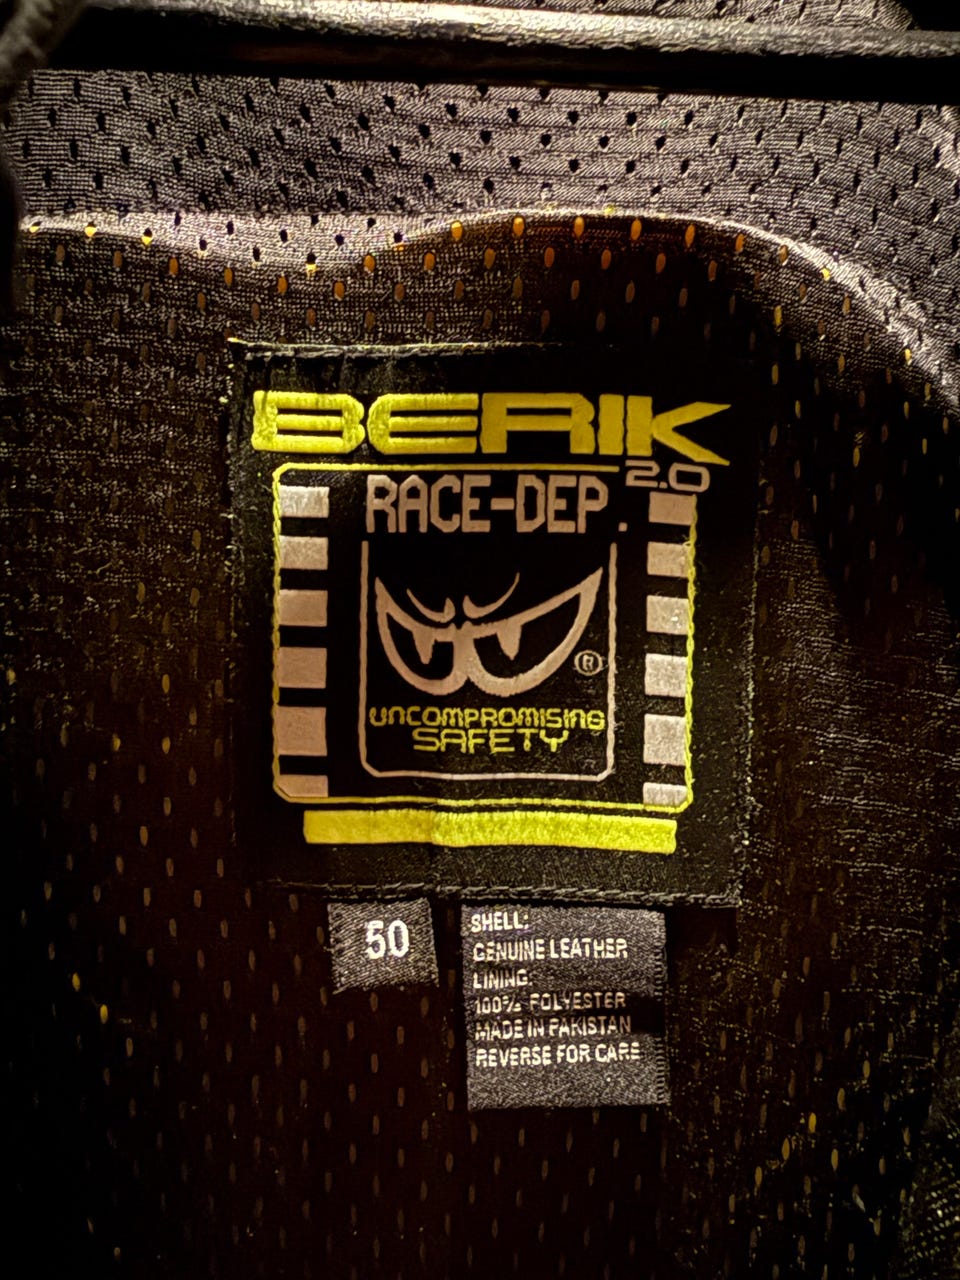 BERIK
2.0
RACE-DEP.
®
UNCOMPROMISING
SAFETY
50
SHELL:
GENUINE LEATHER
LINING:
100% POLYESTER
MADE IN PAKISTAN
REVERSE FOR CARE